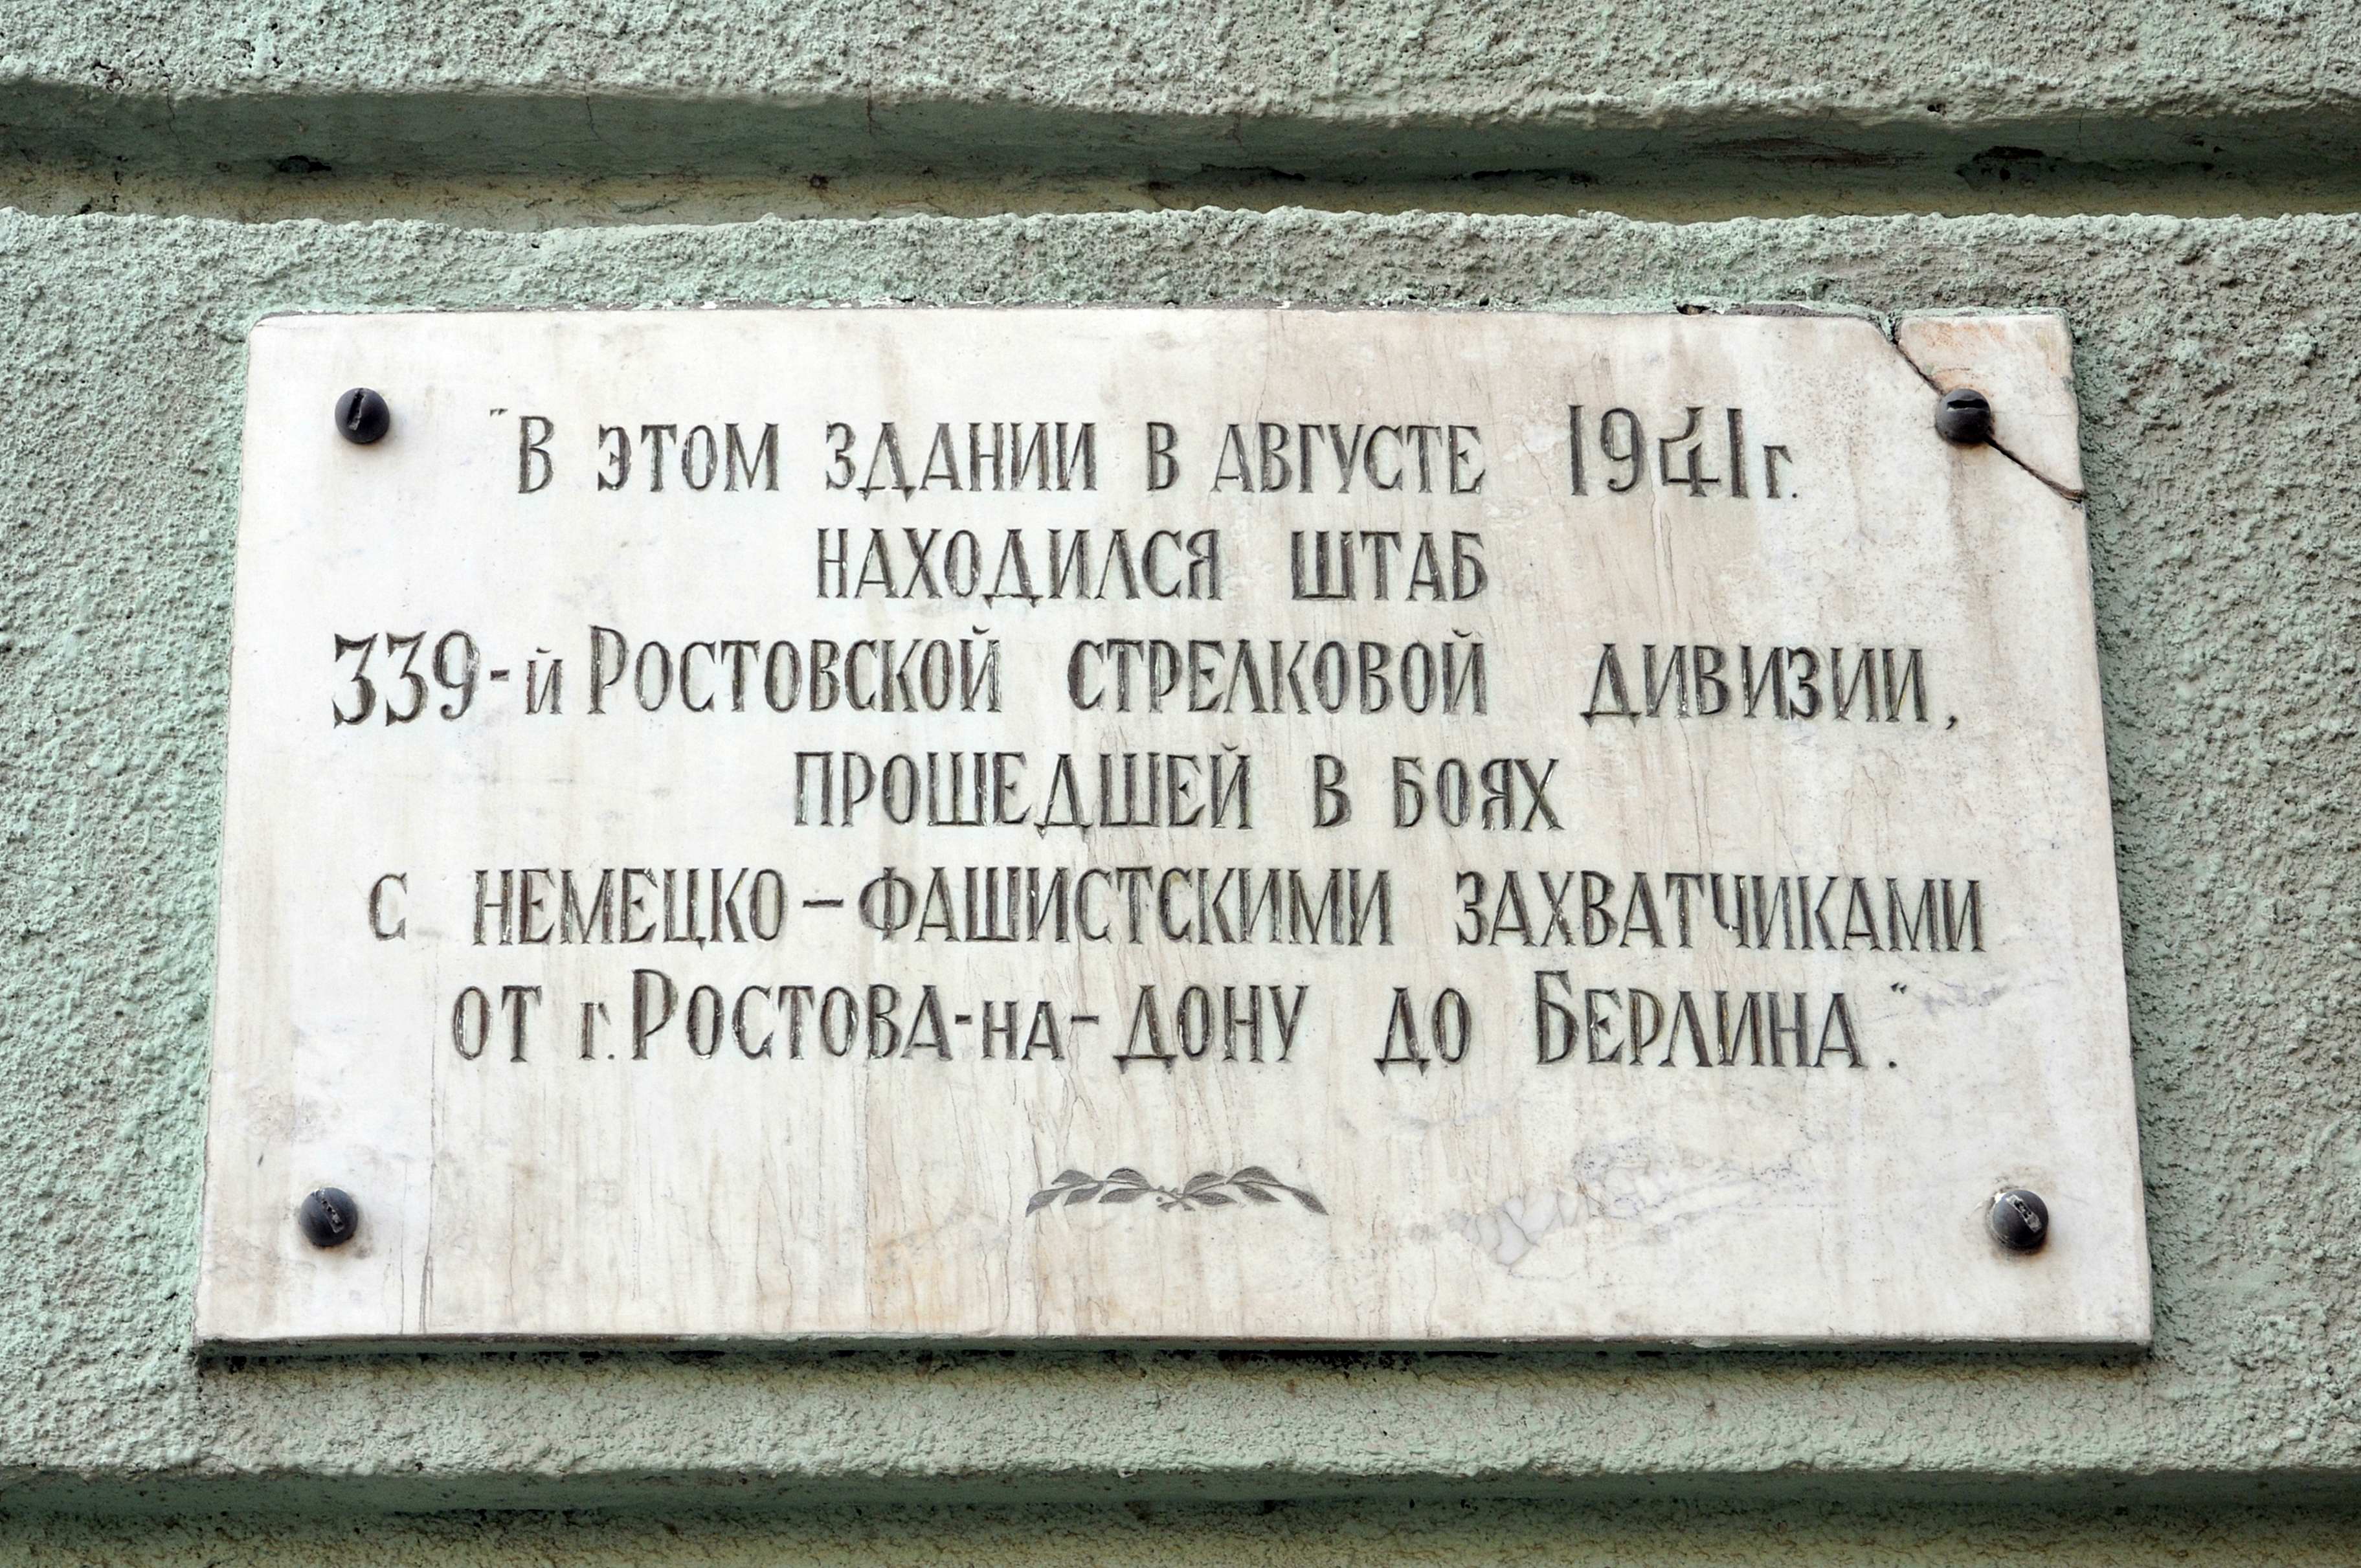 "В ЭТОМ ЗДАНИИ В АВГУСТЕ 1941г.
НАХОДИЛСЯ ШТАБ
339-й РОСТОВСКОЙ СТРЕЛКОВОЙ ДИВИЗИИ,
ПРОШЕДШЕЙ В БОЯХ
С НЕМЕЦКО–ФАШИСТСКИМИ ЗАХВАТЧИКАМИ
ОТ г. РОСТОВА-НА-ДОНУ ДО БЕРЛИНА."